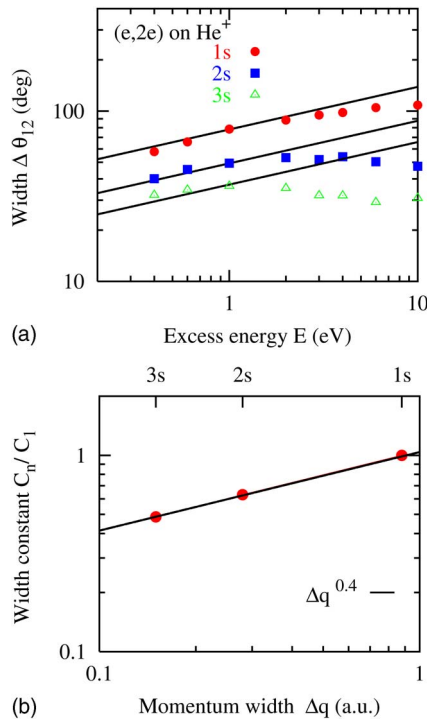 (e,2e) on He+
1s
2s
3s
100
10
Width Δ θ12 (deg)
1
10
(a)
Excess energy E (eV)
3s
2s
1s
1
0.1
Width constant Cn/ C1
Δq 0.4
0.1
1
(b)
Momentum width Δq (a.u.)